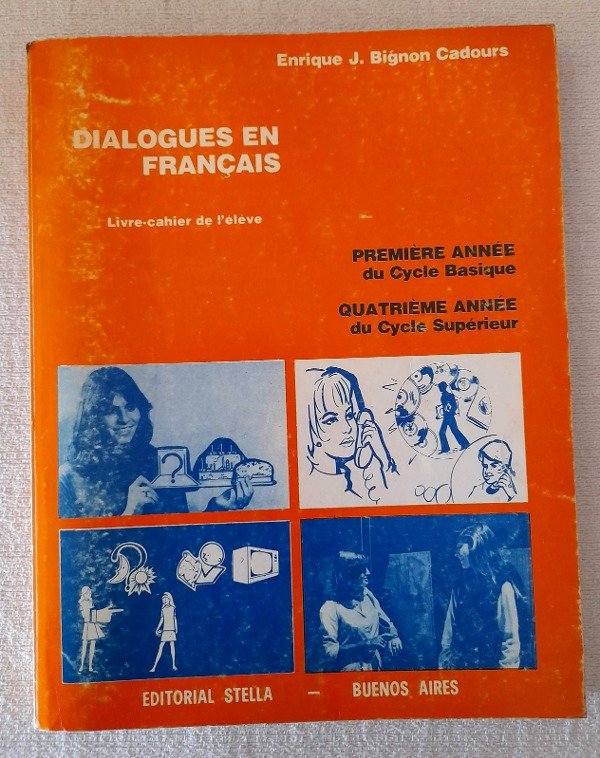 Enrique J. Bignon Cadours
DIALOGUES EN
FRANÇAIS
Livre-cahier de l'élève
PREMIÈRE ANNÉE
du Cycle Basique
QUATRIÈME ANNÉE
du Cycle Supérieur
?
EDITORIAL STELLA — BUENOS AIRES